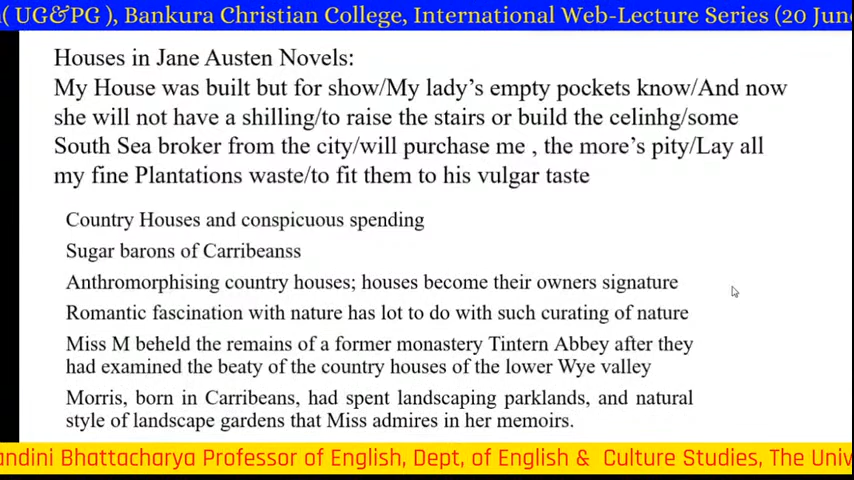 ( UG&PG ), Bankura Christian College, International Web-Lecture Series (20 June
Houses in Jane Austen Novels:
My House was built but for show/My lady's empty pockets know/And now
she will not have a shilling/to raise the stairs or build the celinhg/some
South Sea broker from the city/will purchase me , the more's pity/Lay all
my fine Plantations waste/to fit them to his vulgar taste
Country Houses and conspicuous spending
Sugar barons of Carribeanss
Anthromorphising country houses; houses become their owners signature
Romantic fascination with nature has lot to do with such curating of nature
Miss M beheld the remains of a former monastery Tintern Abbey after they
had examined the beaty of the country houses of the lower Wye valley
Morris, born in Caribeans, had spent landscaping parklands, and natural
style of landscape gardens that Miss admires in her memoirs.
andini Bhattacharya Professor of English, Dept, of English & Culture Studies, The Univ